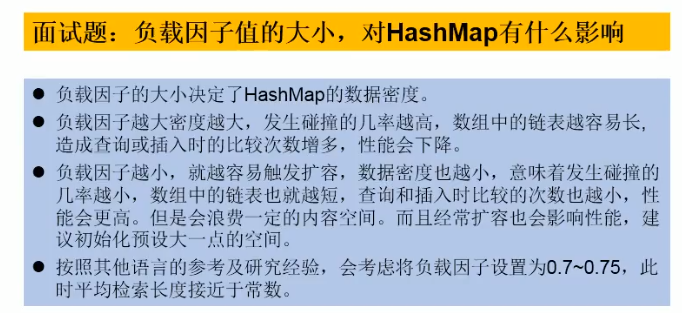 面试题：负载因子值的大小，对HashMap有什么影响
● 负载因子的大小决定了HashMap的数据密度。
● 负载因子越大密度越大，发生碰撞的几率越高，数组中的链表越容易长,
造成查询或插入时的比较次数增多，性能会下降。
● 负载因子越小，就越容易触发扩容，数据密度也越小，意味着发生碰撞的
几率越小，数组中的链表也就越短，查询和插入时比较的次数也越小，性
能会更高。但是会浪费一定的内容空间。而且经常扩容也会影响性能，建
议初始化预设大一点的空间。
● 按照其他语言的参考及研究经验，会考虑将负载因子设置为0.7~0.75，此
时平均检索长度接近于常数。